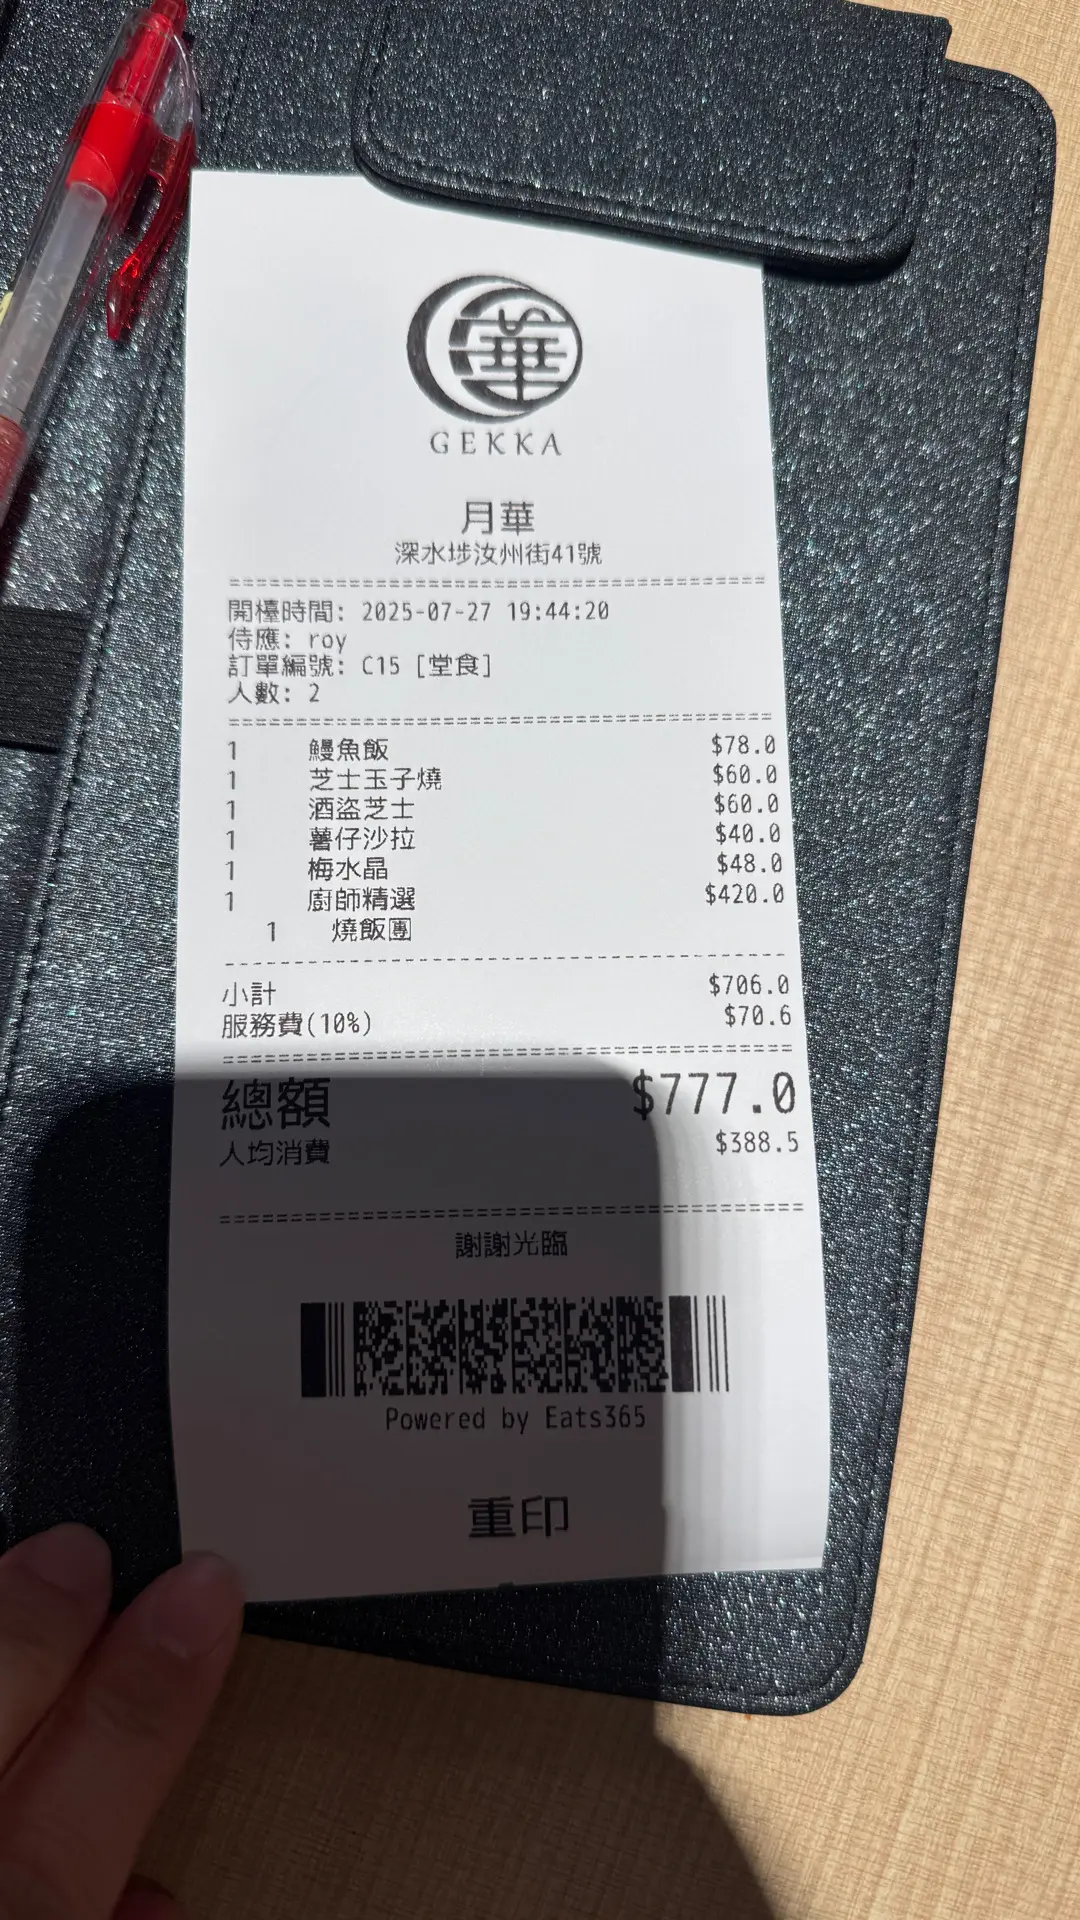 華
GEKKA
月華
深水埗汝州街41號
開檯時間: 2025-07-27 19:44:20
侍應: roy
訂單編號: C15 [堂食]
人數: 2
1 鰻魚飯 $78.0
1 芝士玉子燒 $60.0
1 酒盜芝士 $60.0
1 薯仔沙拉 $40.0
1 梅水晶 $48.0
1 廚師精選 $420.0
1 燒飯團
小計 $706.0
服務費(10%) $70.6
總額 $777.0
人均消費 $388.5
謝謝光臨
Powered by Eats365
重印